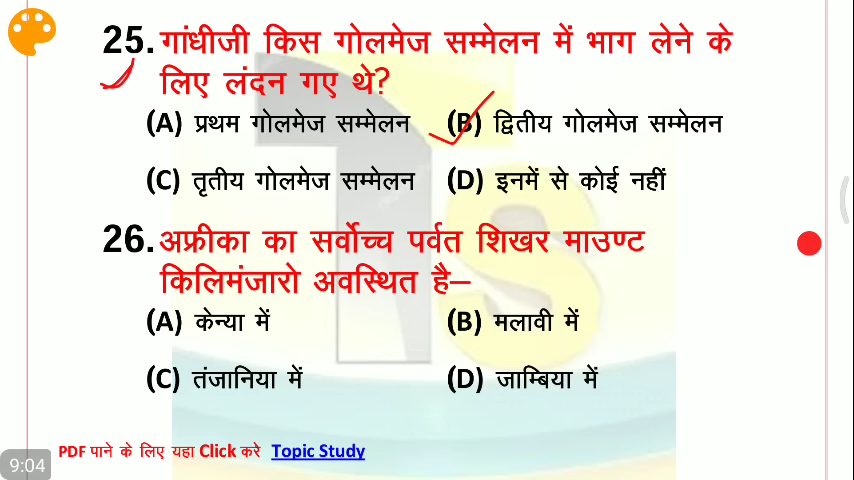 25. गांधीजी किस गोलमेज सम्मेलन में भाग लेने के
लिए लंदन गए थे?
(A) प्रथम गोलमेज सम्मेलन (B) द्वितीय गोलमेज सम्मेलन
(C) तृतीय गोलमेज सम्मेलन (D) इनमें से कोई नहीं
26. अफ्रीका का सर्वोच्च पर्वत शिखर माउण्ट
किलिमंजारो अवस्थित है–
(A) केन्या में (B) मलावी में
(C) तंजानिया में (D) जाम्बिया में
PDF पाने के लिए यहा Click करे Topic Study
9:04